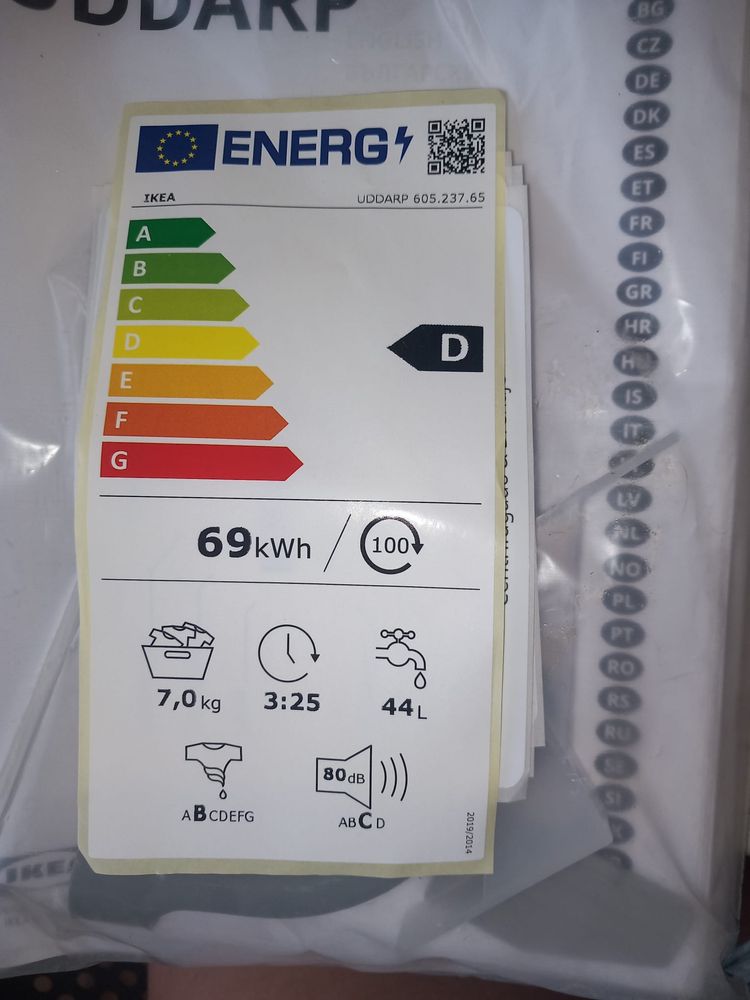 UDDARP
ENERG
IKEA
UDDARP 605.237.65
A
B
C
D
D
E
F
G
69kWh / 100
7,0kg
3:25
44L
80dB
ABCDEFG
ABCD
2019/2014
IKEA
BG
CZ
DE
DK
ES
ET
FR
FI
GR
HR
IS
IT
LV
NL
NO
PL
PT
RO
RS
RU
SE
SI